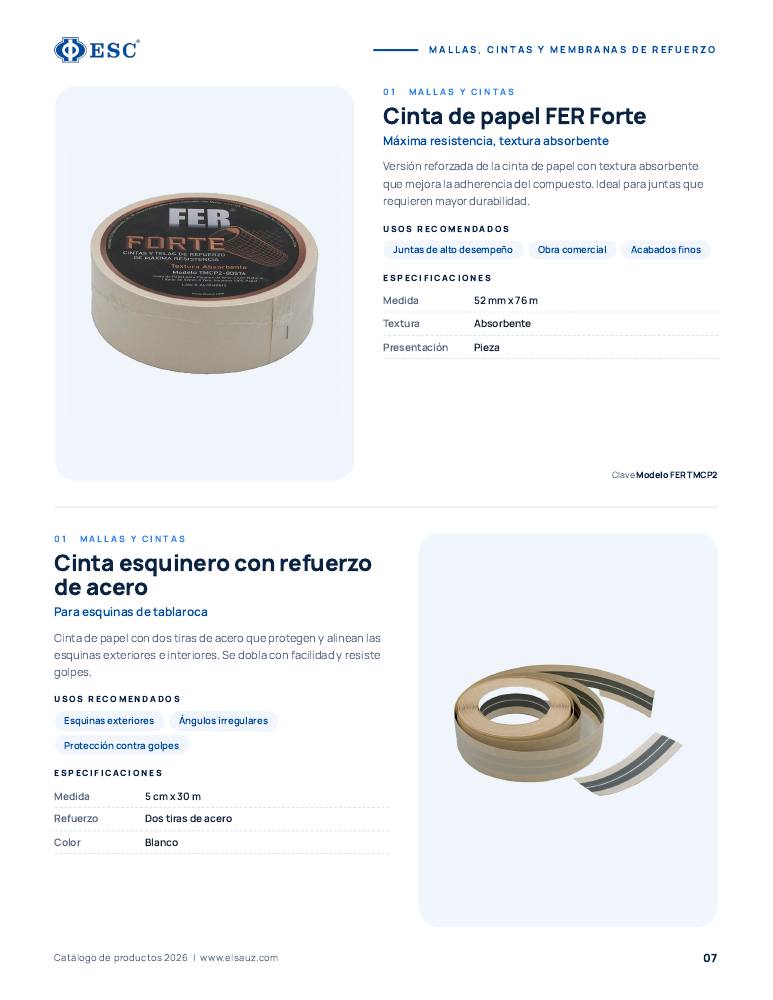 ESC
MALLAS, CINTAS Y MEMBRANAS DE REFUERZO
01 MALLAS Y CINTAS
Cinta de papel FER Forte
Máxima resistencia, textura absorbente
Versión reforzada de la cinta de papel con textura absorbente
que mejora la adherencia del compuesto. Ideal para juntas que
requieren mayor durabilidad.
USOS RECOMENDADOS
Juntas de alto desempeño Obra comercial Acabados finos
ESPECIFICACIONES
Medida 52 mm x 76 m
Textura Absorbente
Presentación Pieza
Clave Modelo FERTMCP2
FER
FORTE
CINTAS Y TELAS DE REFUERZO
DE MÁXIMA RESISTENCIA
Textura Absorbente
01 MALLAS Y CINTAS
Cinta esquinero con refuerzo
de acero
Para esquinas de tablaroca
Cinta de papel con dos tiras de acero que protegen y alinean las
esquinas exteriores e interiores. Se dobla con facilidad y resiste
golpes.
USOS RECOMENDADOS
Esquinas exteriores Ángulos irregulares
Protección contra golpes
ESPECIFICACIONES
Medida 5 cm x 30 m
Refuerzo Dos tiras de acero
Color Blanco
Catálogo de productos 2026 | www.elsauz.com
07